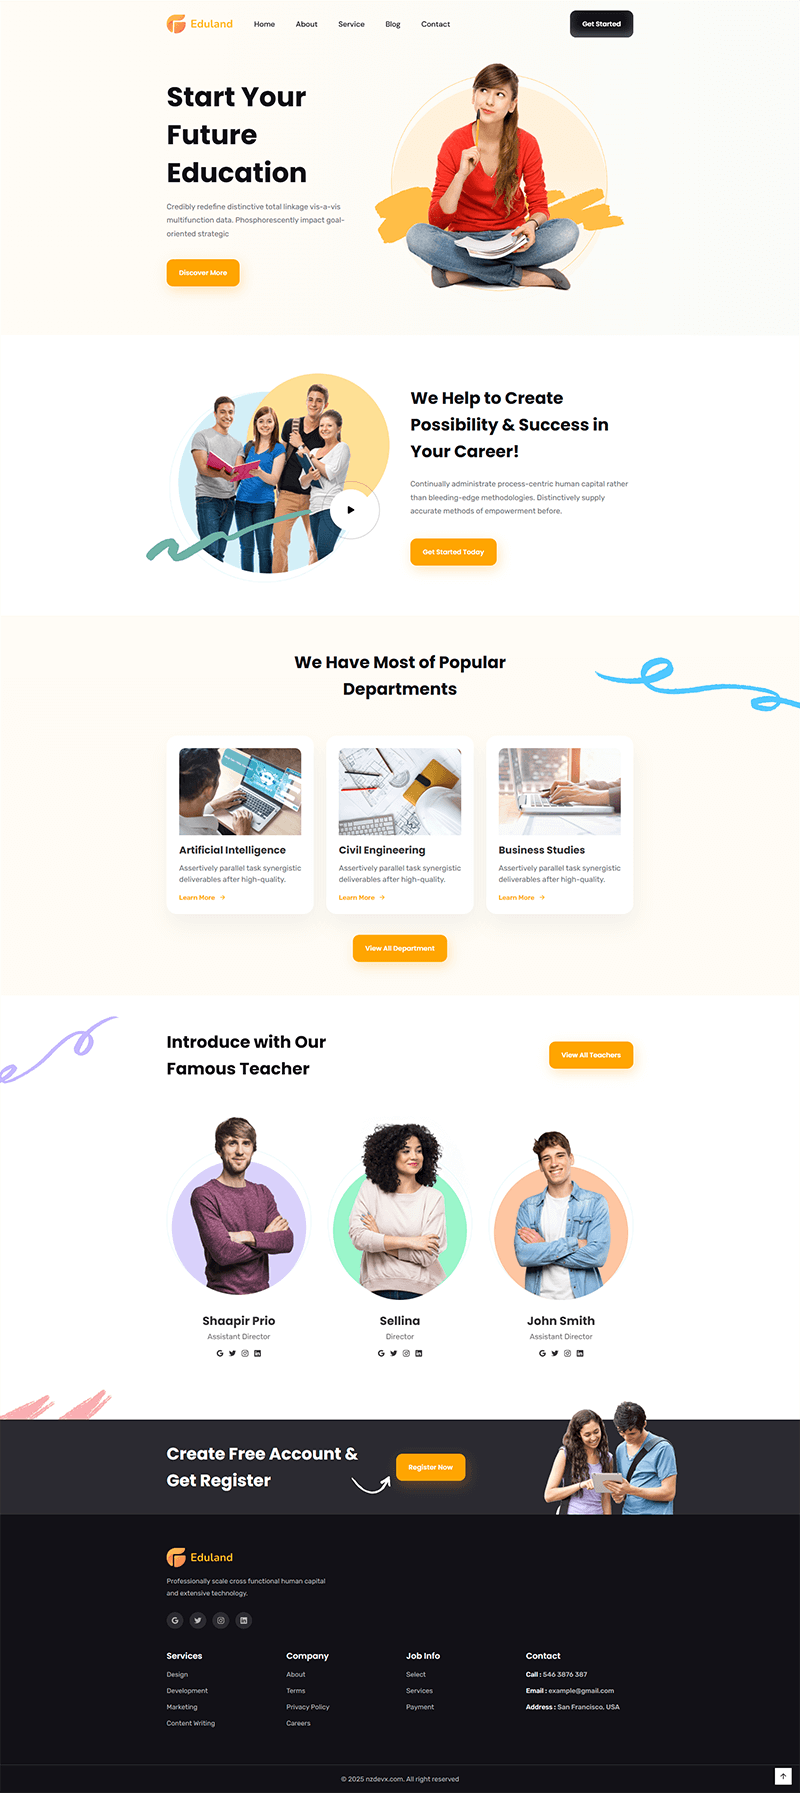 Eduland
Home
About
Service
Blog
Contact
Get Started
Start Your
Future
Education
Credibly redefine distinctive total linkage vis-a-vis
multifunction data. Phosphorescently impact goal-
oriented strategic
Discover More
We Help to Create
Possibility & Success in
Your Career!
Continually administrate process-centric human capital rather
than bleeding-edge methodologies. Distinctively supply
accurate methods of empowerment before.
Get Started Today
We Have Most of Popular
Departments
Artificial Intelligence
Assertively parallel task synergistic
deliverables after high-quality.
Learn More
Civil Engineering
Assertively parallel task synergistic
deliverables after high-quality.
Learn More
Business Studies
Assertively parallel task synergistic
deliverables after high-quality.
Learn More
View All Department
Introduce with Our
Famous Teacher
View All Teachers
Shaapir Prio
Assistant Director
Sellina
Director
John Smith
Assistant Director
Create Free Account &
Get Register
Register Now
Eduland
Professionally scale cross functional human capital
and extensive technology.
Services
Design
Development
Marketing
Content Writing
Company
About
Terms
Privacy Policy
Careers
Job Info
Select
Services
Payment
Contact
Call : 546 3876 387
Email : example@gmail.com
Address : San Francisco, USA
© 2025 nzdevx.com. All right reserved